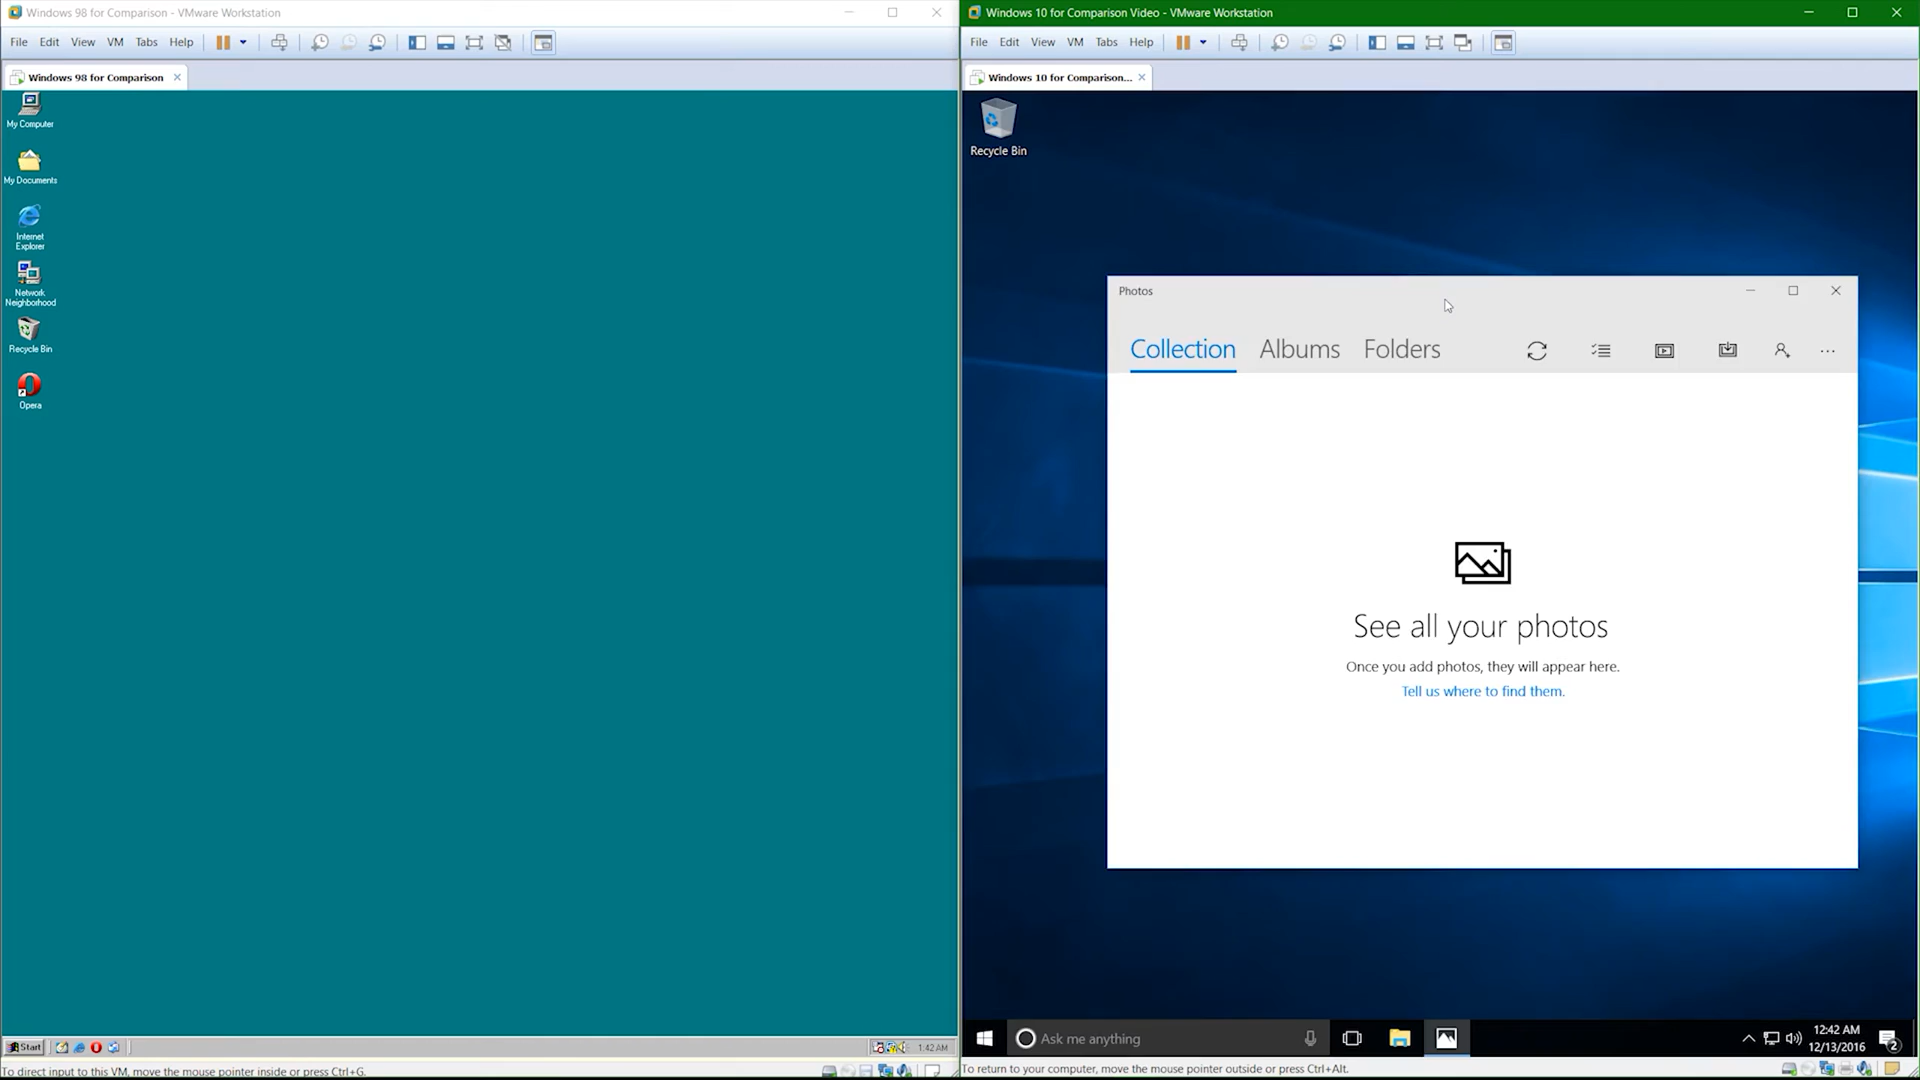 Windows 98 for Comparison - VMware Workstation
File Edit View VM Tabs Help
Windows 98 for Comparison
My Computer
My Documents
Internet
Explorer
Network
Neighborhood
Recycle Bin
Opera
Start
1:42 AM
To direct input to this VM, move the mouse pointer inside or press Ctrl+G.
Windows 10 for Comparison Video - VMware Workstation
File Edit View VM Tabs Help
Windows 10 for Comparison...
Recycle Bin
Photos
Collection Albums Folders
See all your photos
Once you add photos, they will appear here.
Tell us where to find them.
Ask me anything
12:42 AM
12/13/2016
2
To return to your computer, move the mouse pointer outside or press Ctrl+Alt.